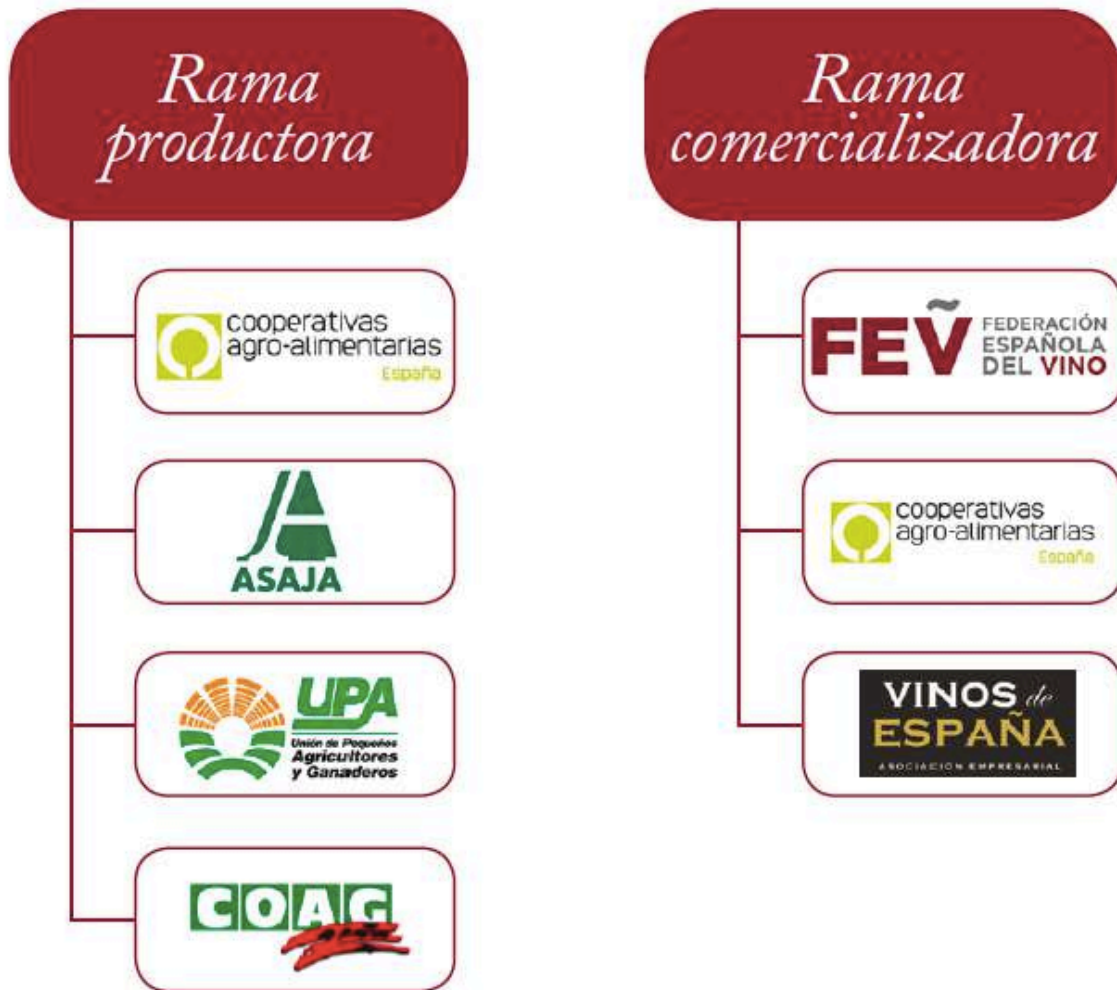 Rama
productora
cooperativas
agro-alimentarias
España
ASAJA
UPA
Unión de Pequeños
Agricultores
y Ganaderos
COAG
Rama
comercializadora
FEṼ
FEDERACIÓN
ESPAÑOLA
DEL VINO
cooperativas
agro-alimentarias
España
VINOS de
ESPAÑA
ASOCIACIÓN EMPRESARIAL